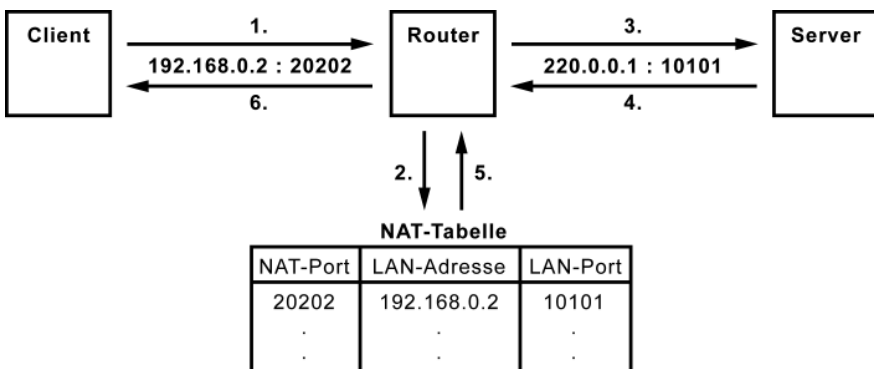 Client
1.
Router
3.
Server
192.168.0.2 : 20202
220.0.0.1 : 10101
6.
4.
2.
5.
NAT-Tabelle
NAT-Port LAN-Adresse LAN-Port
20202 192.168.0.2 10101
. . .
. . .